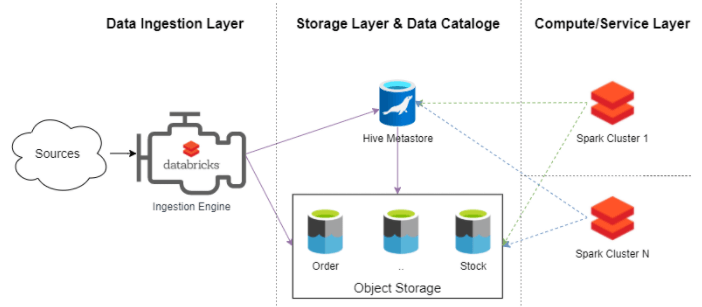 Data Ingestion Layer
Storage Layer & Data Cataloge
Compute/Service Layer
Hive Metastore
Spark Cluster 1
Sources
databricks
Ingestion Engine
Order
..
Stock
Spark Cluster N
Object Storage